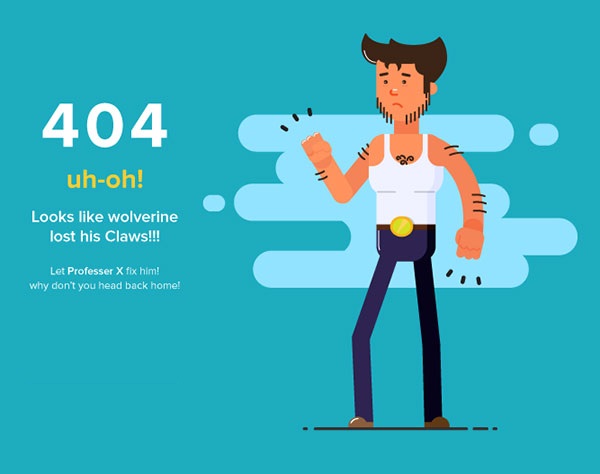 404
uh-oh!
Looks like wolverine
lost his Claws!!!
Let Professer X fix him!
why don't you head back home!